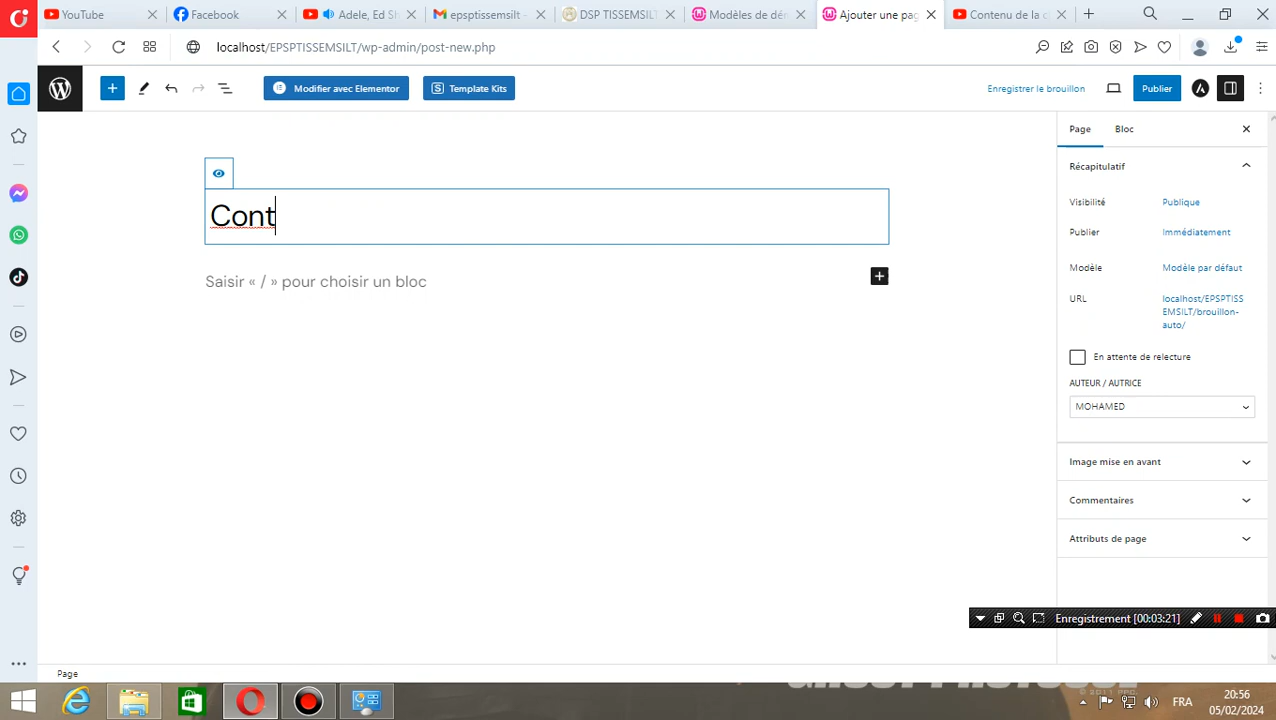 YouTube
Facebook
Adele, Ed Sh
epsptissemsilt -
DSP TISSEMSILT
Modèles de dér
Ajouter une pag
Contenu de la c
localhost/EPSPTISSEMSILT/wp-admin/post-new.php
Modifier avec Elementor
Template Kits
Enregistrer le brouillon
Publier
Page
Bloc
Récapitulatif
Visibilité
Publique
Publier
Immédiatement
Modèle
Modèle par défaut
URL
localhost/EPSPTISS
EMSILT/brouillon-
auto/
En attente de relecture
AUTEUR / AUTRICE
MOHAMED
Image mise en avant
Commentaires
Attributs de page
Cont
Saisir « / » pour choisir un bloc
Enregistrement [00:03:21]
Page
FRA
20:56
05/02/2024